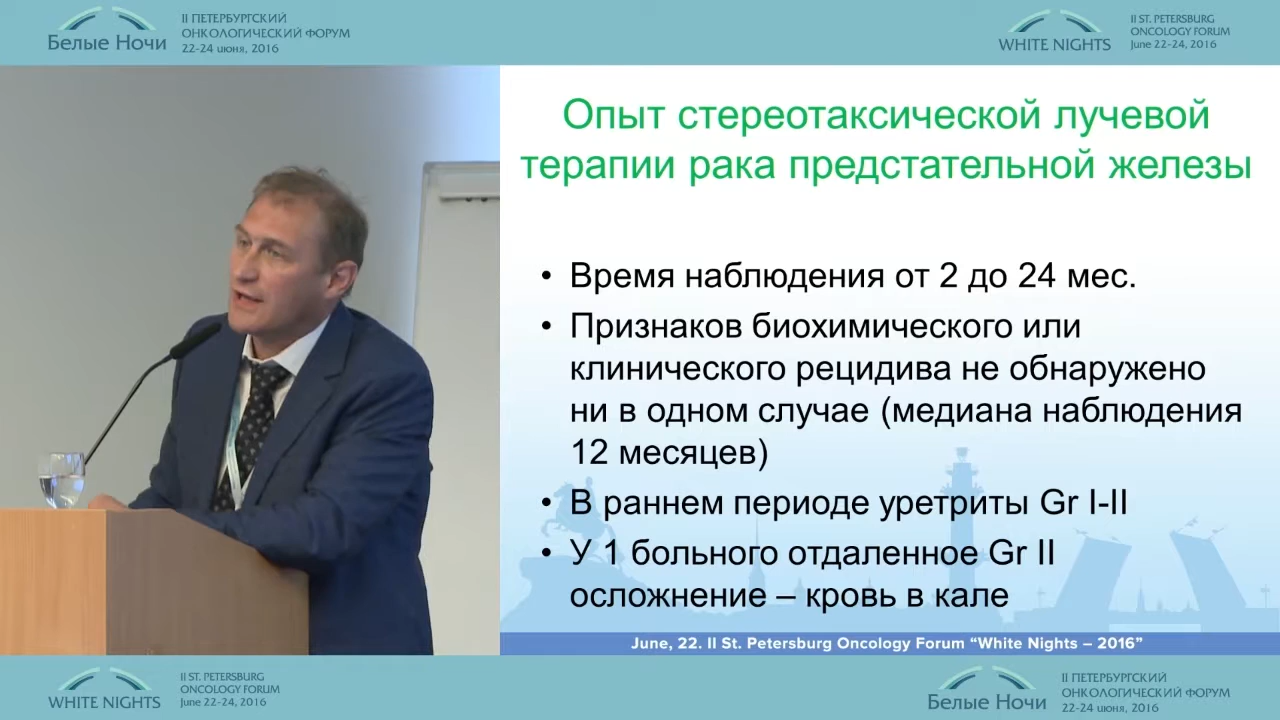 Белые Ночи
II ПЕТЕРБУРГСКИЙ
ОНКОЛОГИЧЕСКИЙ ФОРУМ
22-24 июня, 2016
WHITE NIGHTS
II ST. PETERSBURG
ONCOLOGY FORUM
June 22-24, 2016
Опыт стереотаксической лучевой
терапии рака предстательной железы
• Время наблюдения от 2 до 24 мес.
• Признаков биохимического или
клинического рецидива не обнаружено
ни в одном случае (медиана наблюдения
12 месяцев)
• В раннем периоде уретриты Gr I-II
• У 1 больного отдаленное Gr II
осложнение – кровь в кале
June, 22. II St. Petersburg Oncology Forum “White Nights – 2016”
WHITE NIGHTS
II ST. PETERSBURG
ONCOLOGY FORUM
June 22-24, 2016
Белые Ночи
II ПЕТЕРБУРГСКИЙ
ОНКОЛОГИЧЕСКИЙ ФОРУМ
22-24 июня, 2016